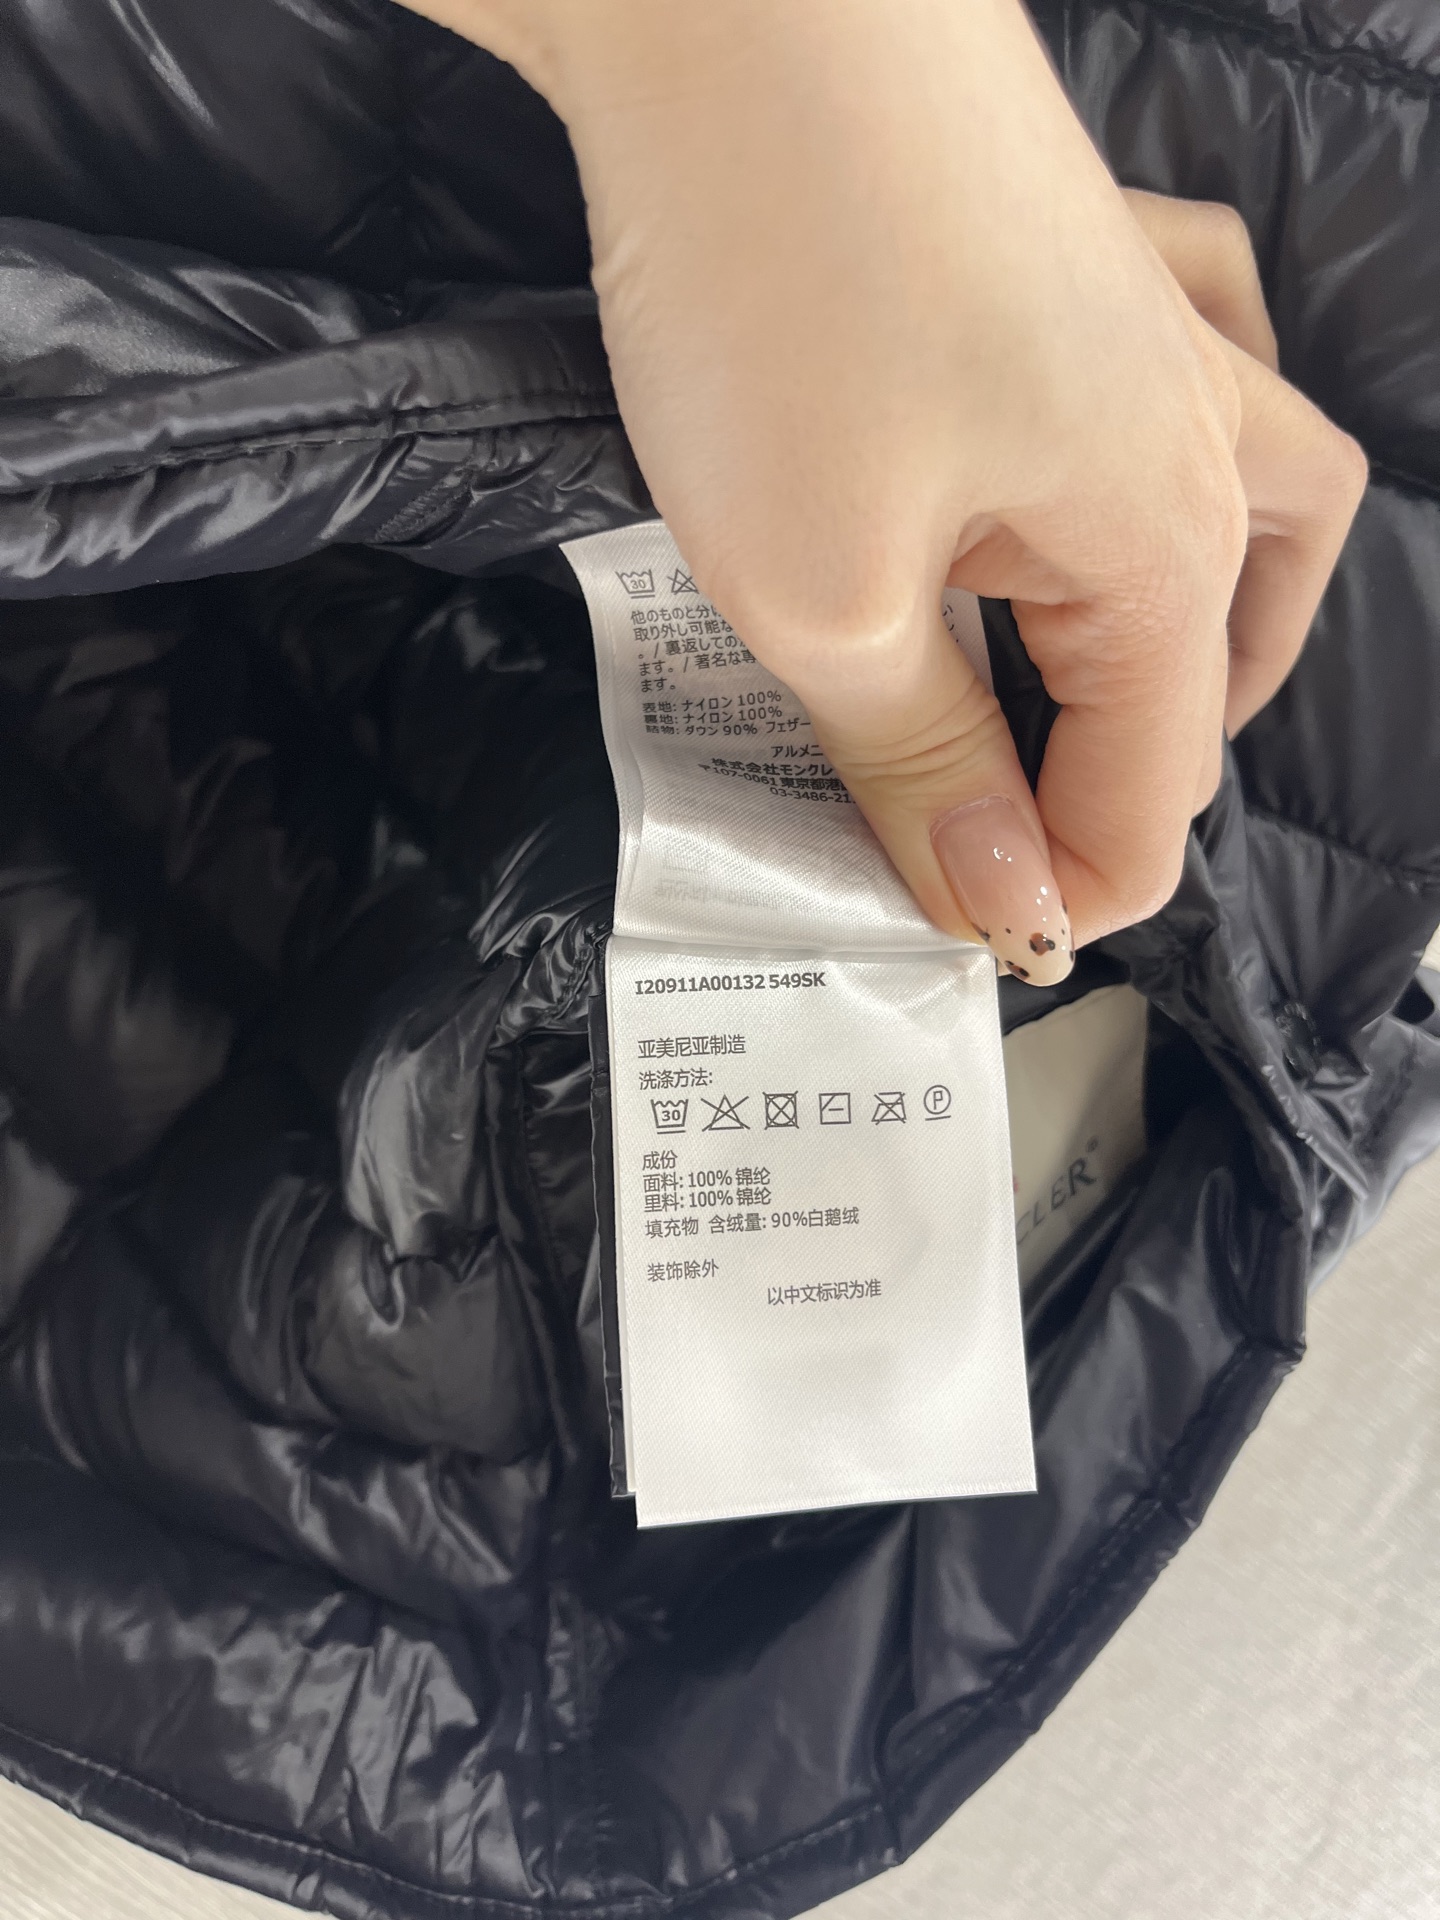 30
他のものと分に
取り外し可能な
。/ 裏返しての
ます。/ 著名な専
ます。
表地: ナイロン 100%
裏地: ナイロン 100%
詰物: ダウン 90% フェザー
アルメニ
株式会社モンクレ
〒107-0061 東京都港
03-3486-21
I20911A00132 549SK
亚美尼亚制造
洗涤方法:
30 P
成份
面料: 100% 锦纶
里料: 100% 锦纶
填充物 含绒量: 90%白鹅绒
装饰除外
以中文标识为准
CLER®